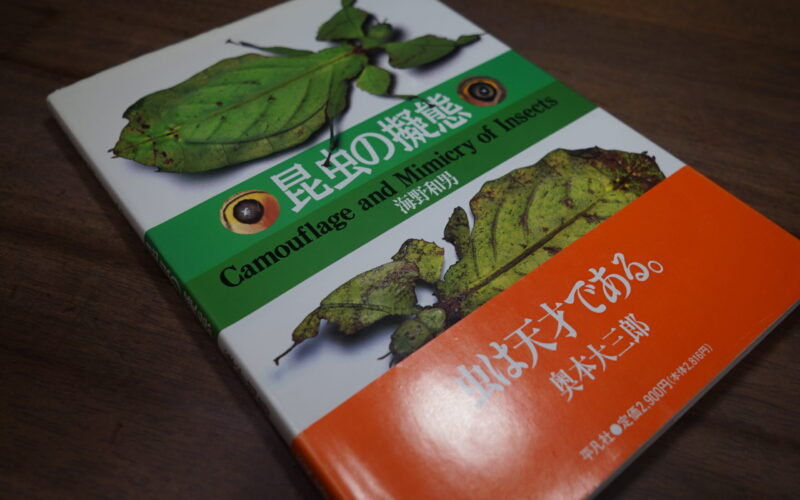 昆虫の擬態
Camouflage and Mimicry of Insects
海野和男
虫は天才である。
奥本大三郎
平凡社●定価2,900円(本体2,816円)